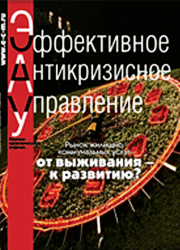 www.e-c-m.ru
Эффективное
Антикризисное
Управление
Рынок жилищно-
коммунальных услуг:
от выживания –
к развитию?